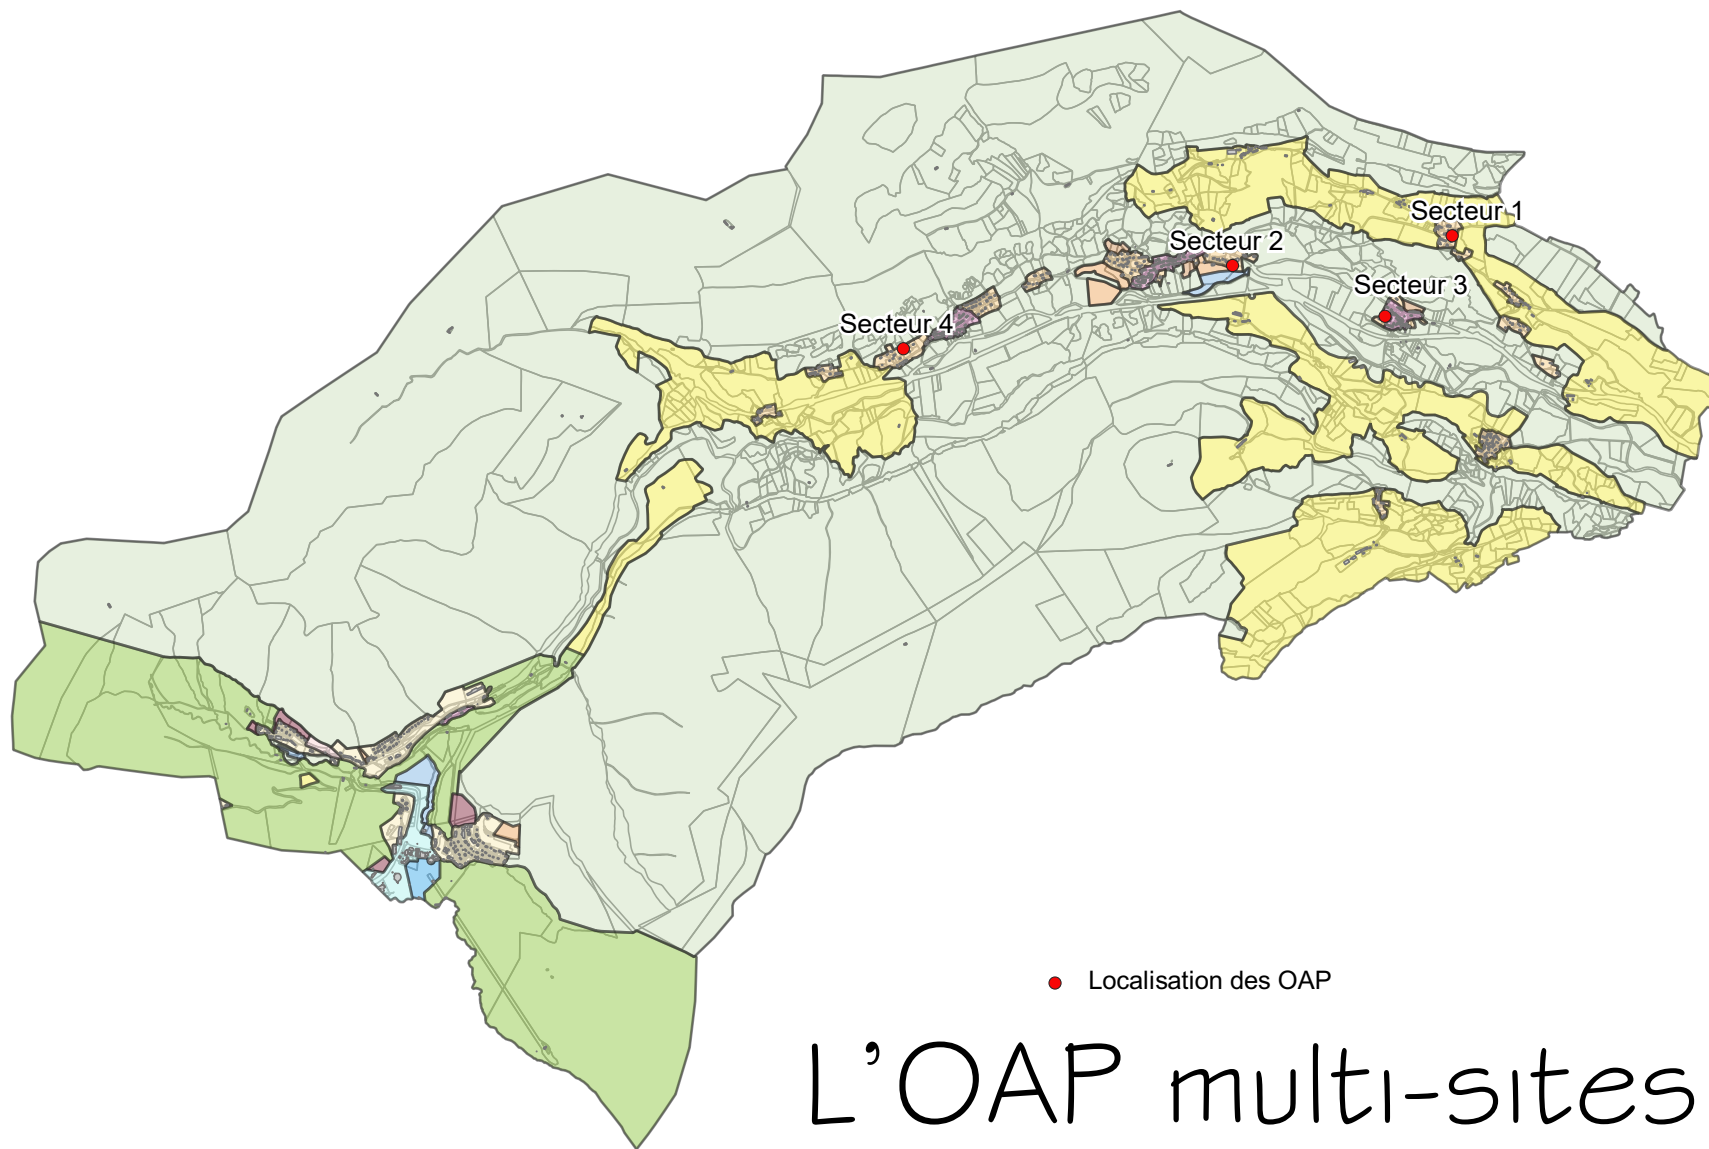 Secteur 1
Secteur 2
Secteur 3
Secteur 4
Localisation des OAP
L'OAP multi-sites